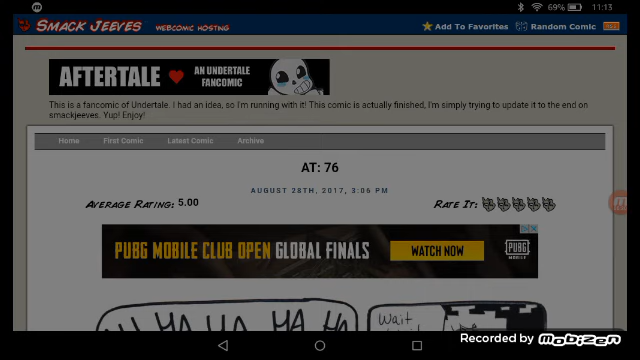 69% 11:13
SMACK JEEVES WEBCOMIC HOSTING Add To Favorites Random Comic
AFTERTALE AN UNDERTALE FANCOMIC
This is a fancomic of Undertale. I had an idea, so I'm running with it! This comic is actually finished, I'm simply trying to update it to the end on
smackjeeves. Yup! Enjoy!
Home First Comic Latest Comic Archive
AT: 76
AUGUST 28TH, 2017, 3:06 PM
AVERAGE RATING: 5.00 RATE IT:
PUBG MOBILE CLUB OPEN GLOBAL FINALS WATCH NOW PUBG MOBILE
HA HA HA HA
Wait
Recorded by MOBIZEN